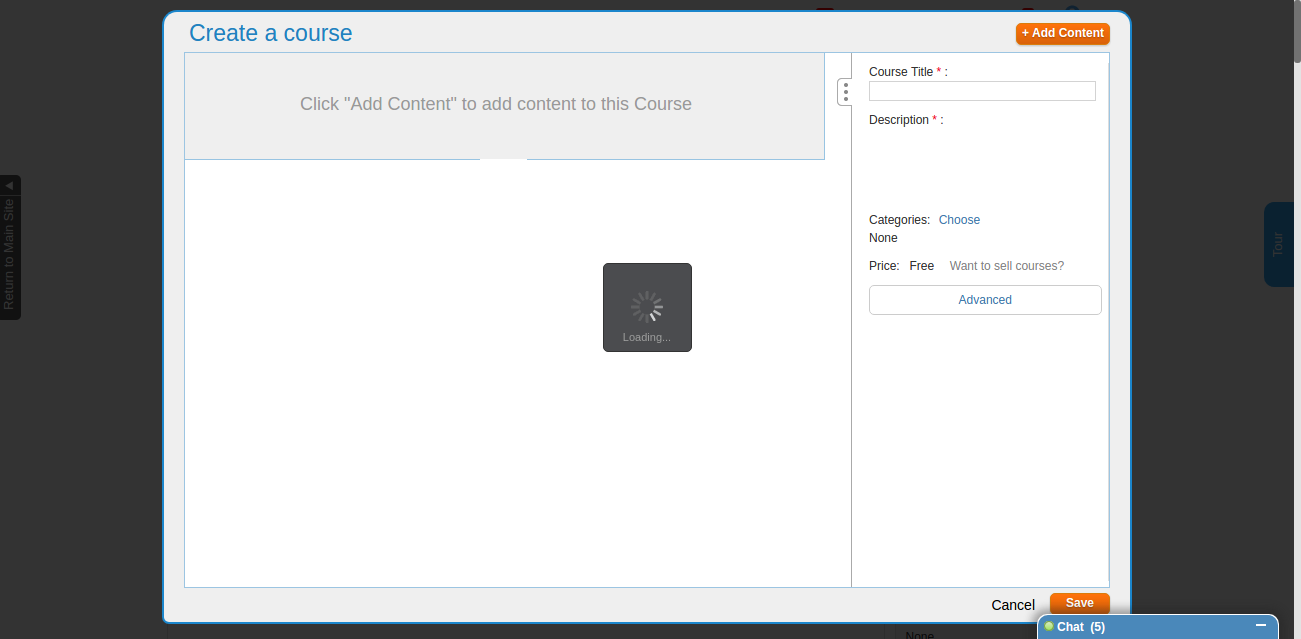 Create a course
+ Add Content
Click "Add Content" to add content to this Course
Course Title * :
Description * :
Categories: Choose
None
Price: Free Want to sell courses?
Advanced
Loading...
Return to Main Site
Tour
Cancel
Save
Chat (5)
None